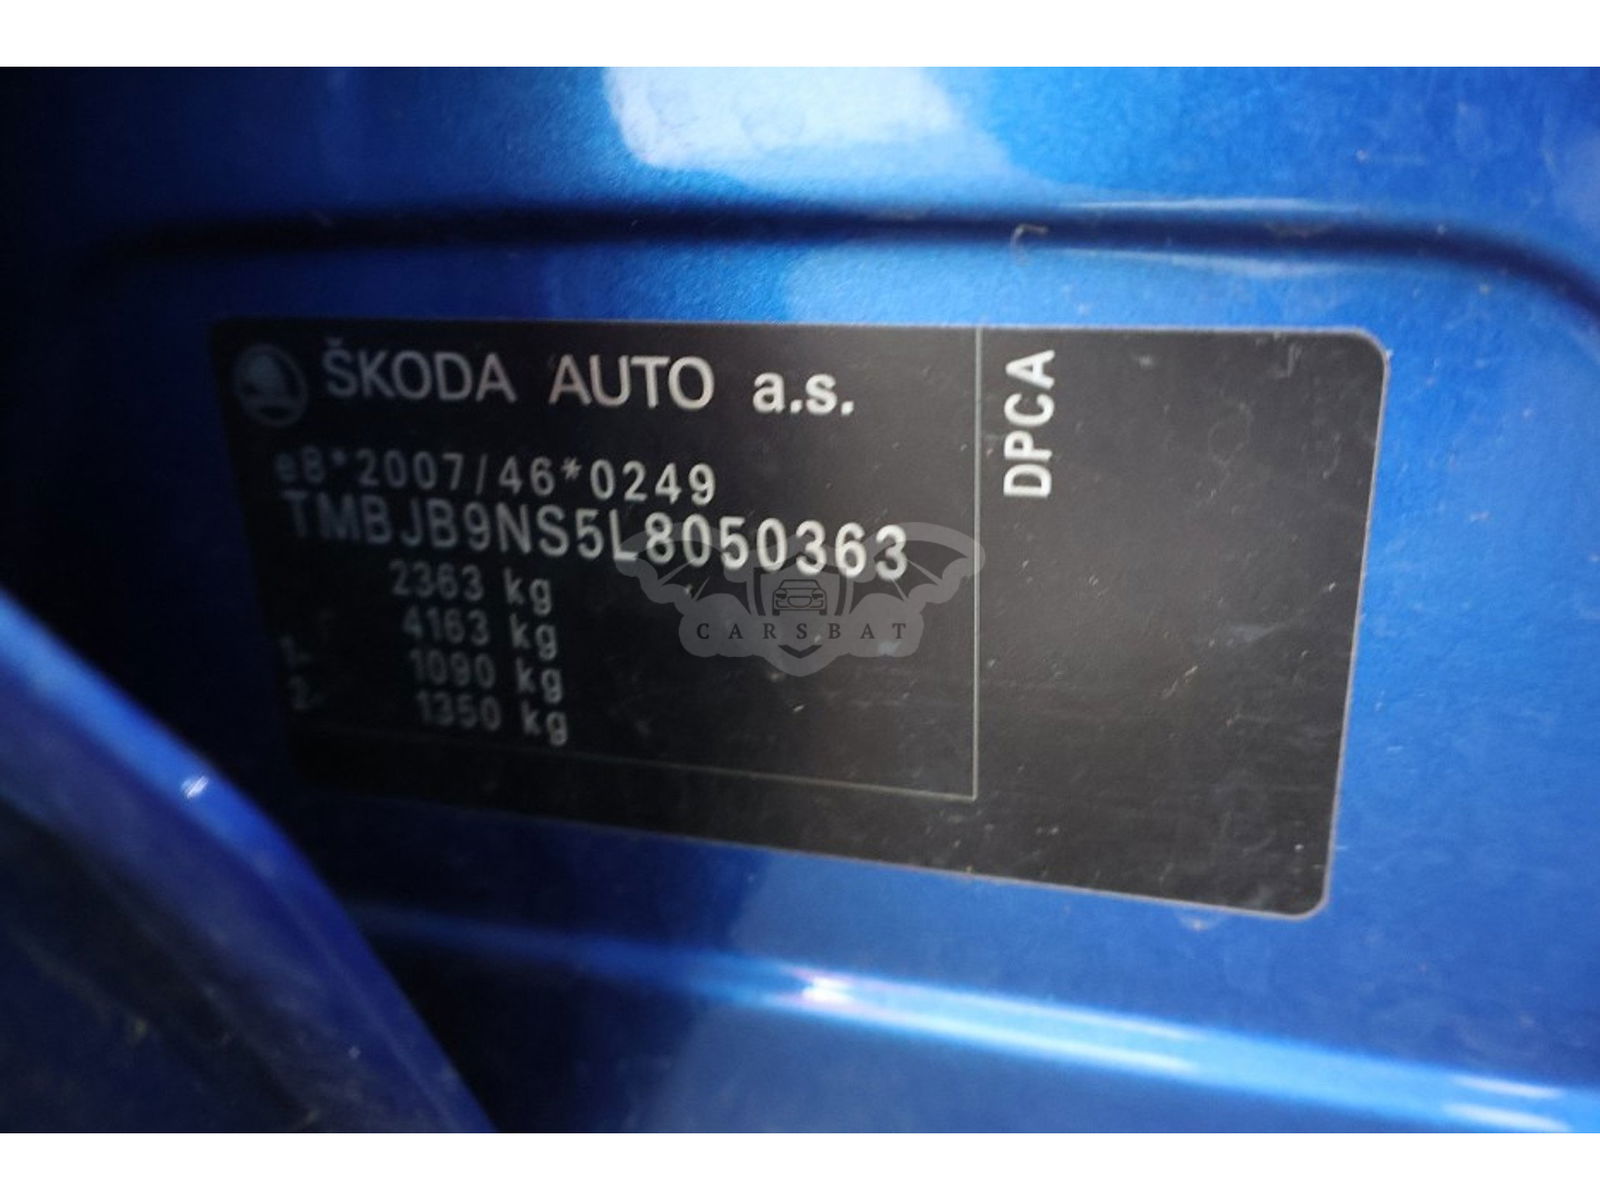 ŠKODA AUTO a.s.
e8*2007/46*0249
TMBJB9NS5L8050363
2363 kg
4163 kg
1- 1090 kg
2- 1350 kg
DPCA
CARSBAT